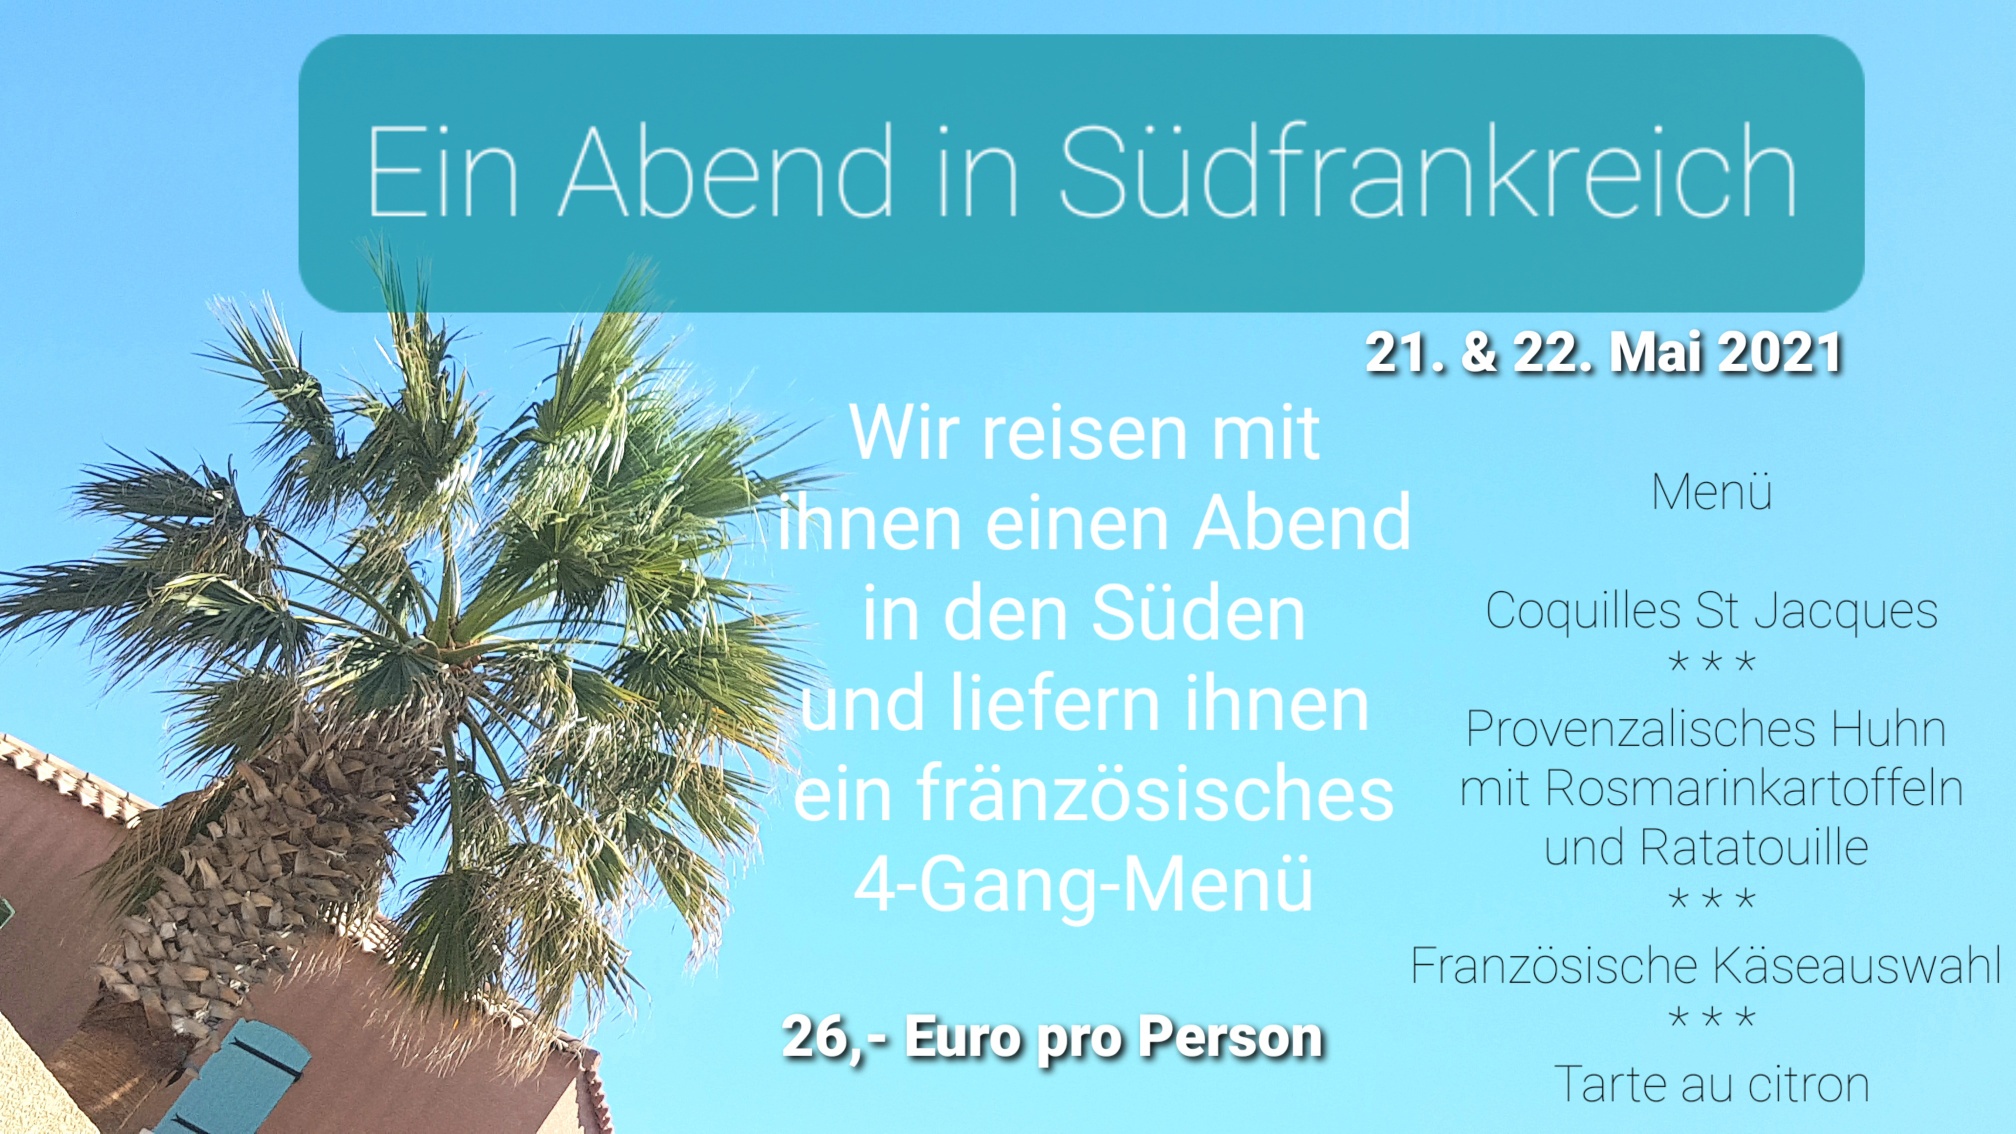 Ein Abend in Südfrankreich
21. & 22. Mai 2021
Wir reisen mit
ihnen einen Abend
in den Süden
und liefern ihnen
ein fränzösisches
4-Gang-Menü
26,- Euro pro Person
Menü
Coquilles St Jacques
* * *
Provenzalisches Huhn
mit Rosmarinkartoffeln
und Ratatouille
* * *
Französische Käseauswahl
* * *
Tarte au citron